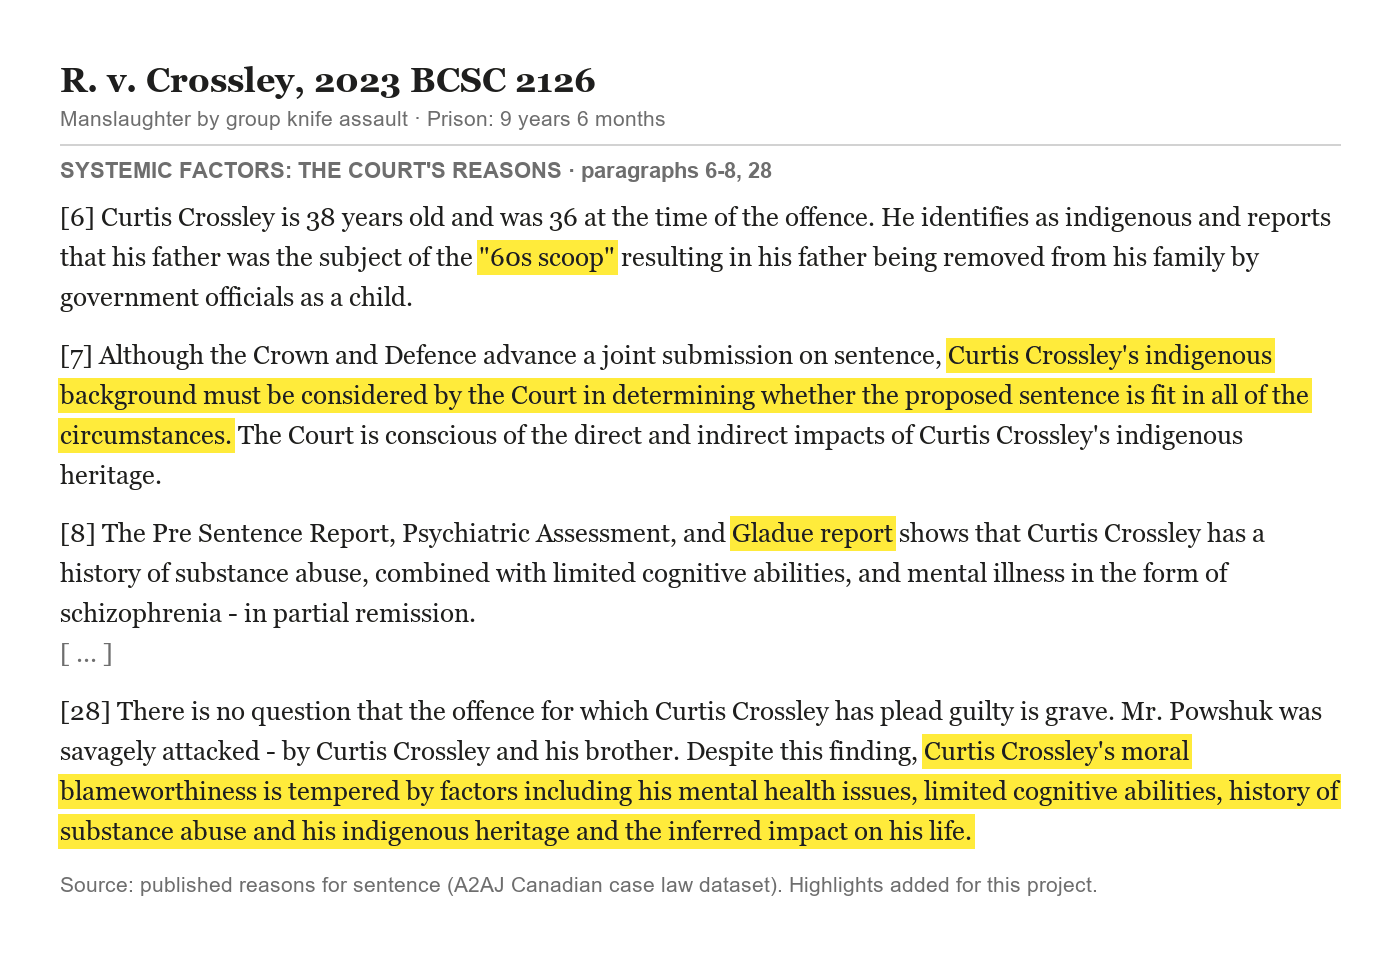 R. v. Crossley, 2023 BCSC 2126
Manslaughter by group knife assault · Prison: 9 years 6 months
SYSTEMIC FACTORS: THE COURT'S REASONS · paragraphs 6-8, 28
[6] Curtis Crossley is 38 years old and was 36 at the time of the offence. He identifies as indigenous and reports
that his father was the subject of the "60s scoop" resulting in his father being removed from his family by
government officials as a child.
[7] Although the Crown and Defence advance a joint submission on sentence, Curtis Crossley's indigenous
background must be considered by the Court in determining whether the proposed sentence is fit in all of the
circumstances. The Court is conscious of the direct and indirect impacts of Curtis Crossley's indigenous
heritage.
[8] The Pre Sentence Report, Psychiatric Assessment, and Gladue report shows that Curtis Crossley has a
history of substance abuse, combined with limited cognitive abilities, and mental illness in the form of
schizophrenia - in partial remission.
[ ... ]
[28] There is no question that the offence for which Curtis Crossley has plead guilty is grave. Mr. Powshuk was
savagely attacked - by Curtis Crossley and his brother. Despite this finding, Curtis Crossley's moral
blameworthiness is tempered by factors including his mental health issues, limited cognitive abilities, history of
substance abuse and his indigenous heritage and the inferred impact on his life.
Source: published reasons for sentence (A2AJ Canadian case law dataset). Highlights added for this project.